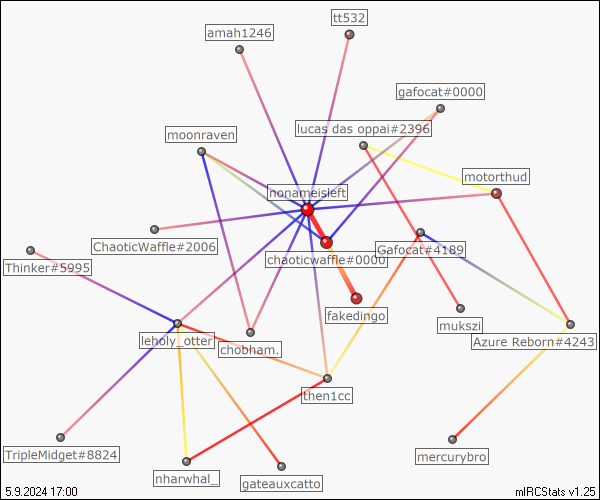 tt532
amah1246
gafocat#0000
lucas das oppai#2396
moonraven
motorthud
nonameisleft
ChaoticWaffle#2006
Gafocat#4189
chaoticwaffle#0000
Thinker#5995
fakedingo
mukszi
leholy_otter
chobham.
Azure Reborn#4243
then1cc
TripleMidget#8824
mercurybro
nharwhal_
gateauxcatto
5.9.2024 17:00
mIRCStats v1.25